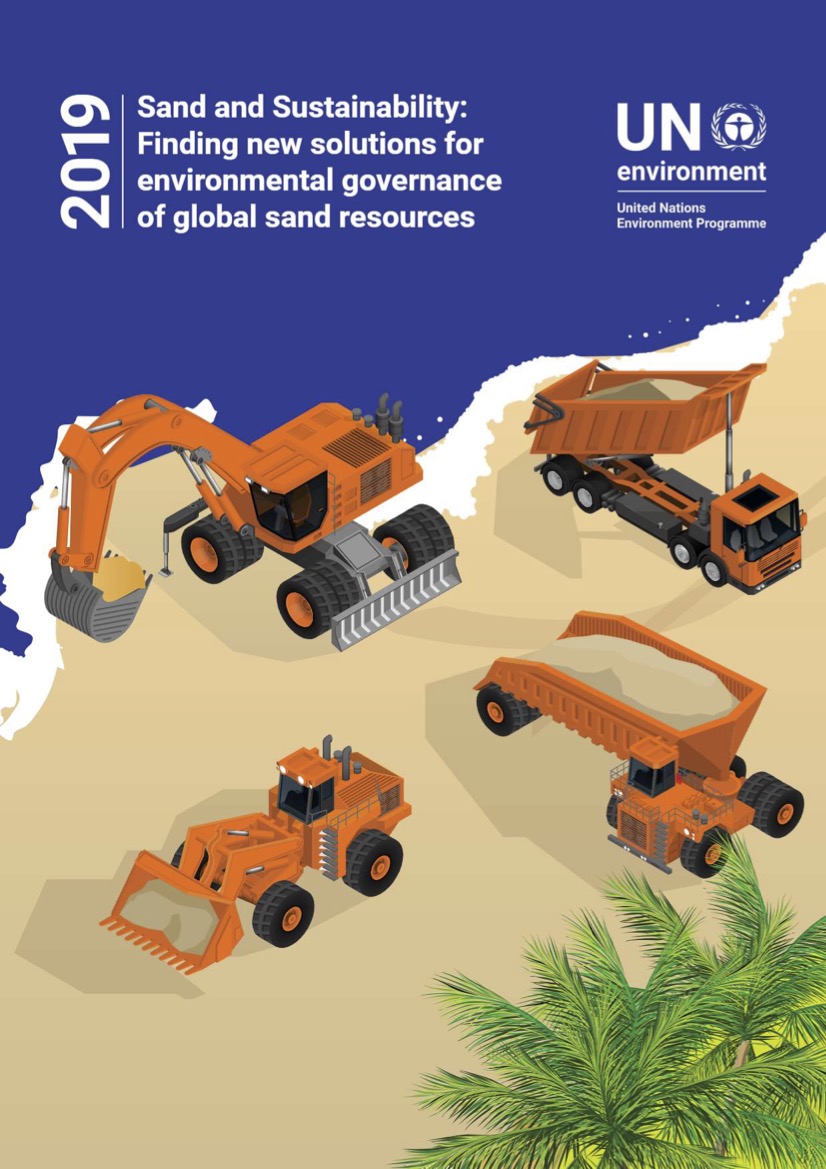 2019
Sand and Sustainability:
Finding new solutions for
environmental governance
of global sand resources
UN
environment
United Nations
Environment Programme